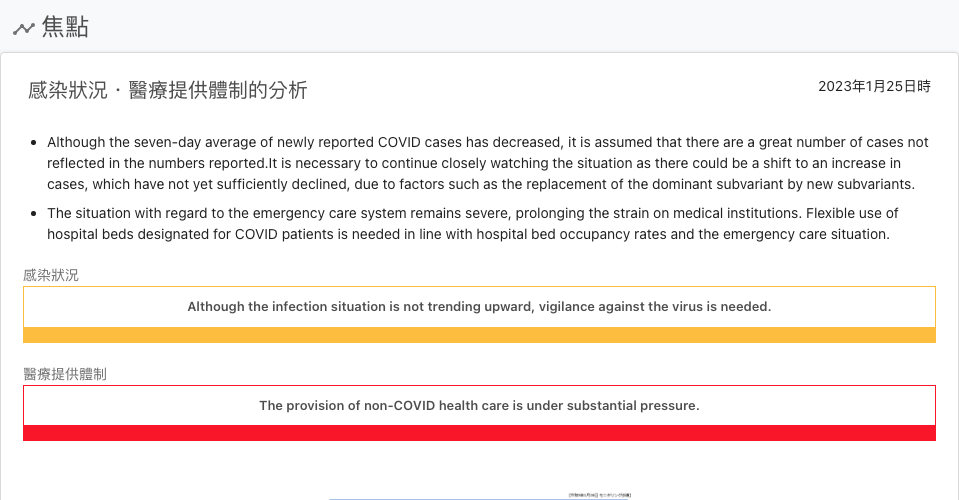 焦點
感染狀況・醫療提供體制的分析
2023年1月25日時
Although the seven-day average of newly reported COVID cases has decreased, it is assumed that there are a great number of cases not
reflected in the numbers reported.It is necessary to continue closely watching the situation as there could be a shift to an increase in
cases, which have not yet sufficiently declined, due to factors such as the replacement of the dominant subvariant by new subvariants.
The situation with regard to the emergency care system remains severe, prolonging the strain on medical institutions. Flexible use of
hospital beds designated for COVID patients is needed in line with hospital bed occupancy rates and the emergency care situation.
感染狀況
Although the infection situation is not trending upward, vigilance against the virus is needed.
醫療提供體制
The provision of non-COVID health care is under substantial pressure.